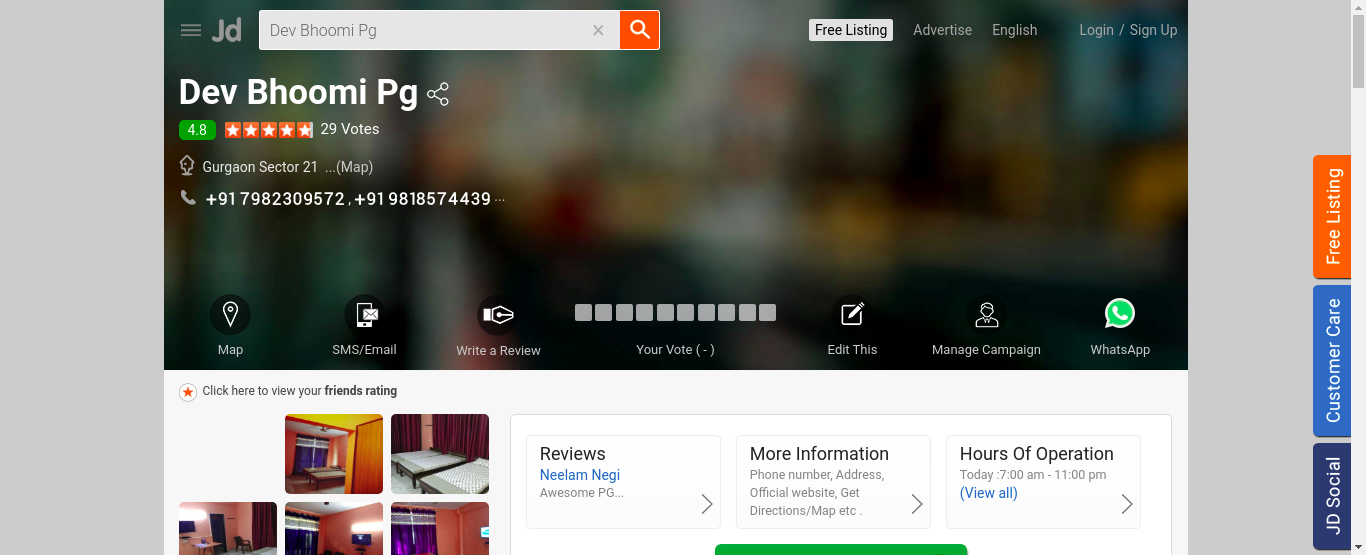 Jd
Dev Bhoomi Pg
Free Listing
Advertise
English
Login / Sign Up
Dev Bhoomi Pg
4.8
29 Votes
Gurgaon Sector 21 ...(Map)
+91 7982309572 , +91 9818574439 ...
Map
SMS/Email
Write a Review
Your Vote ( - )
Edit This
Manage Campaign
WhatsApp
Click here to view your friends rating
Reviews
Neelam Negi
Awesome PG...
More Information
Phone number, Address,
Official website, Get
Directions/Map etc .
Hours Of Operation
Today :7:00 am - 11:00 pm
(View all)
Free Listing
Customer Care
JD Social